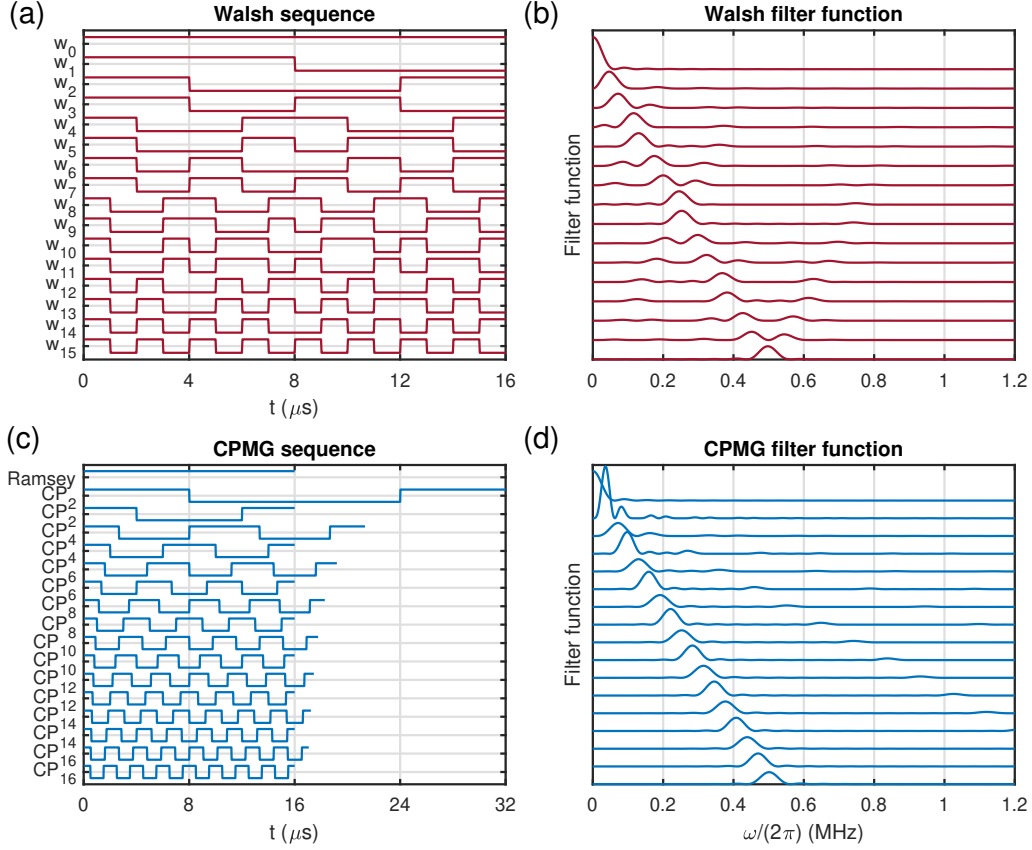 (a)
Walsh sequence
w0
w1
w2
w3
w4
w5
w6
w7
w8
w9
w10
w11
w12
w13
w14
w15
0 4 8 12 16
t (μs)
(b)
Walsh filter function
Filter function
0 0.2 0.4 0.6 0.8 1 1.2
(c)
CPMG sequence
Ramsey
CP2
CP2
CP4
CP4
CP6
CP6
CP8
CP8
CP10
CP10
CP12
CP12
CP14
CP14
CP16
CP16
0 8 16 24 32
t (μs)
(d)
CPMG filter function
Filter function
0 0.2 0.4 0.6 0.8 1 1.2
ω/(2π) (MHz)